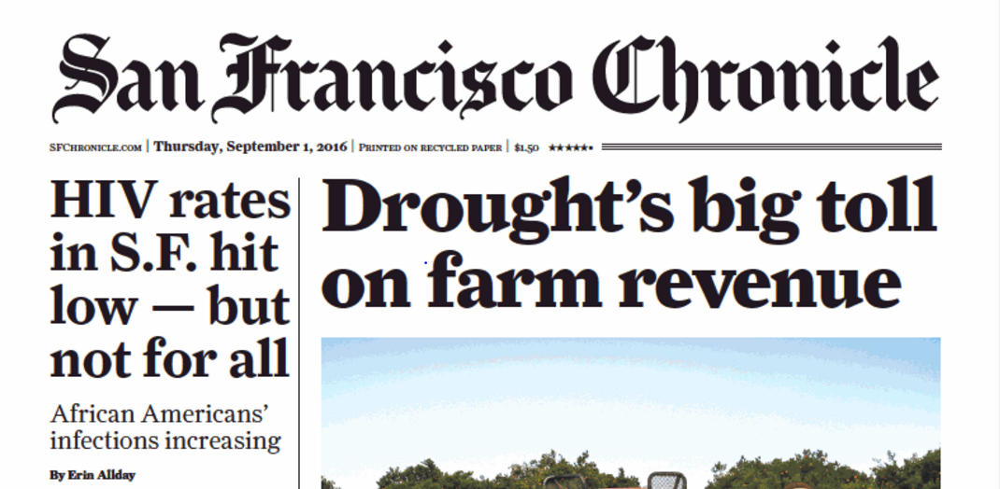 San Francisco Chronicle
SFCHRONICLE.COM | Thursday, September 1, 2016 | PRINTED ON RECYCLED PAPER | $1.50 ★★★★★
HIV rates
in S.F. hit
low — but
not for all
African Americans’
infections increasing
By Erin Allday
Drought’s big toll
on farm revenue